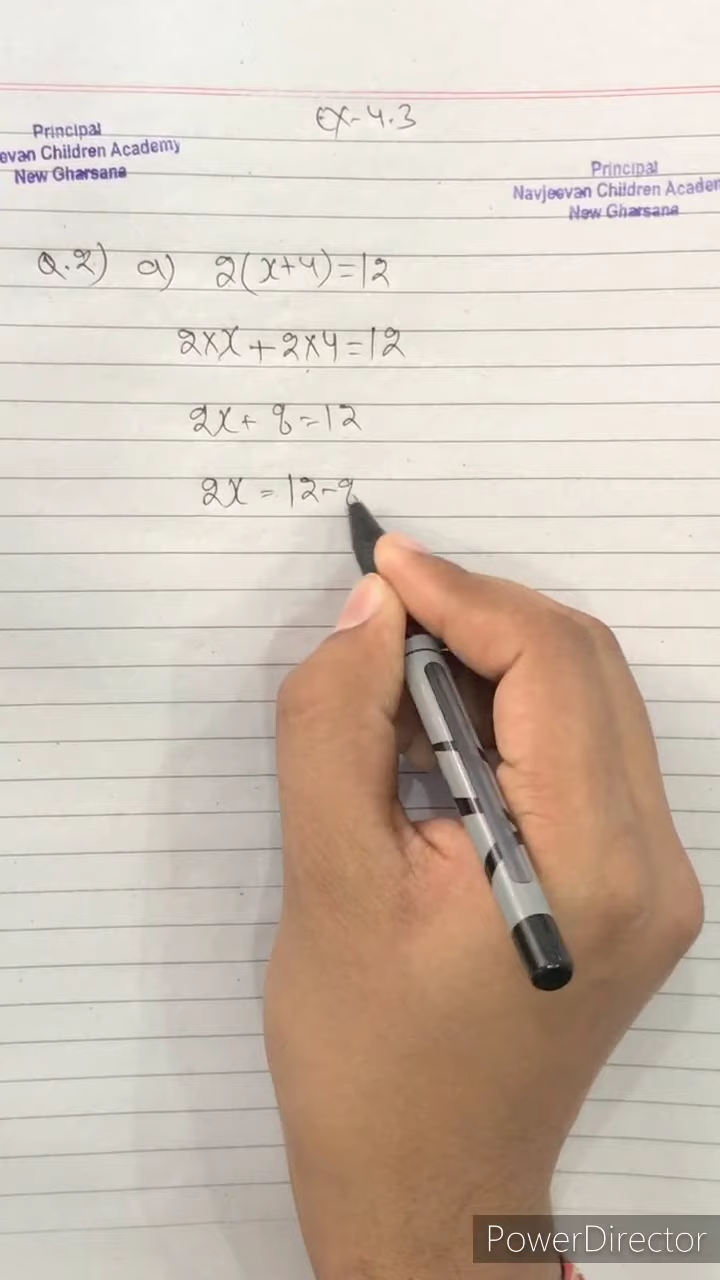 Ex-4.3
Principal
evan Children Academy
New Gharsana
Principal
Navjeevan Children Academ
New Gharsana
Q.2) a) 2(x+4)=12
2×x+2×4=12
2x+8=12
2x=12-8
PowerDirector